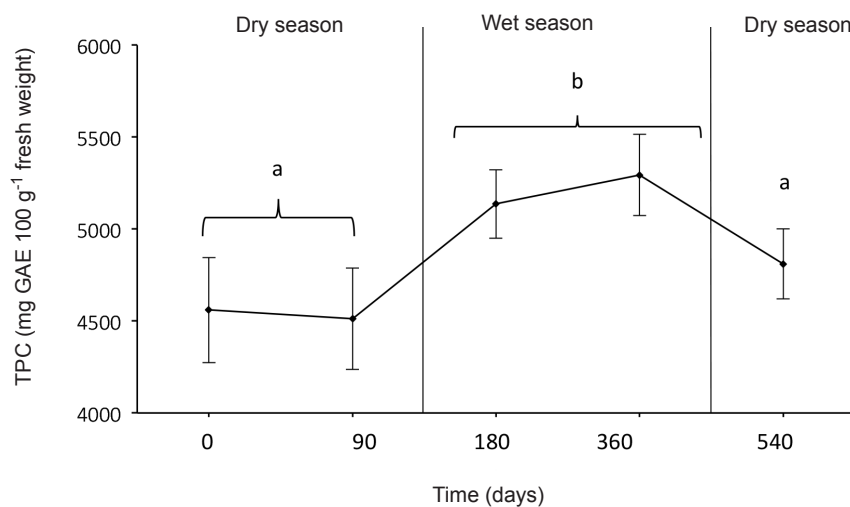 Dry season
Wet season
Dry season
TPC (mg GAE 100 g-1 fresh weight)
6000
5500
5000
4500
4000
a
b
a
0
90
180
360
540
Time (days)